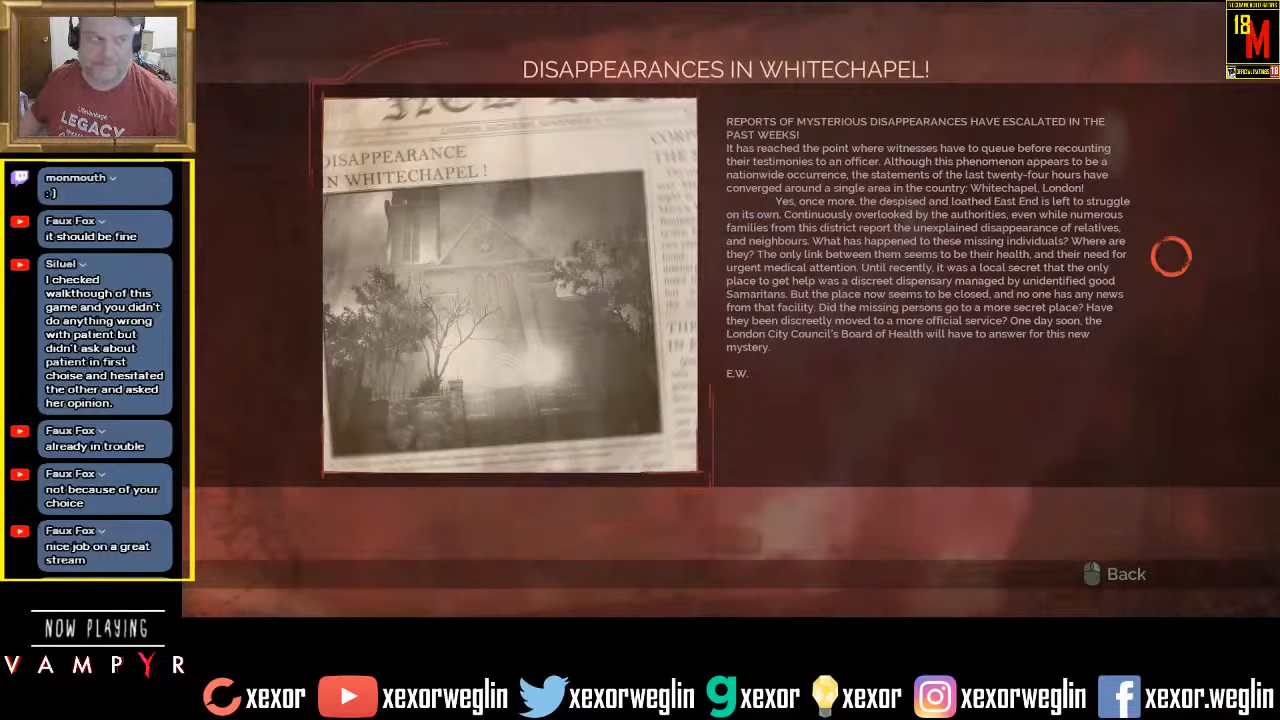 LEGACY
monmouth
: ]
Faux Fox
it should be fine
Siluel
I checked
walkthough of this
game and you didn't
do anything wrong
with patient but
didn't ask about
patient in first
choise and hesitated
the other and asked
her opinion.
Faux Fox
already in trouble
Faux Fox
not because of your
choice
Faux Fox
nice job on a great
stream
NOW PLAYING
VAMPYR
DISAPPEARANCES IN WHITECHAPEL!
DISAPPEARANCE
IN WHITECHAPEL !
REPORTS OF MYSTERIOUS DISAPPEARANCES HAVE ESCALATED IN THE
PAST WEEKS!
It has reached the point where witnesses have to queue before recounting
their testimonies to an officer. Although this phenomenon appears to be a
nationwide occurrence, the statements of the last twenty-four hours have
converged around a single area in the country: Whitechapel, London!
Yes, once more, the despised and loathed East End is left to struggle
on its own. Continuously overlooked by the authorities, even while numerous
families from this district report the unexplained disappearance of relatives,
and neighbours. What has happened to these missing individuals? Where are
they? The only link between them seems to be their health, and their need for
urgent medical attention. Until recently, it was a local secret that the only
place to get help was a discreet dispensary managed by unidentified good
Samaritans. But the place now seems to be closed, and no one has any news
from that facility. Did the missing persons go to a more secret place? Have
they been discreetly moved to a more official service? One day soon, the
London City Council's Board of Health will have to answer for this new
mystery.
E.W.
Back
RECOMMENDED RATING
18
M
OFFICIAL RATINGS 18
xexor
xexorweglin
xexorweglin
g xexor
xexor
xexorweglin
xexor.weglin